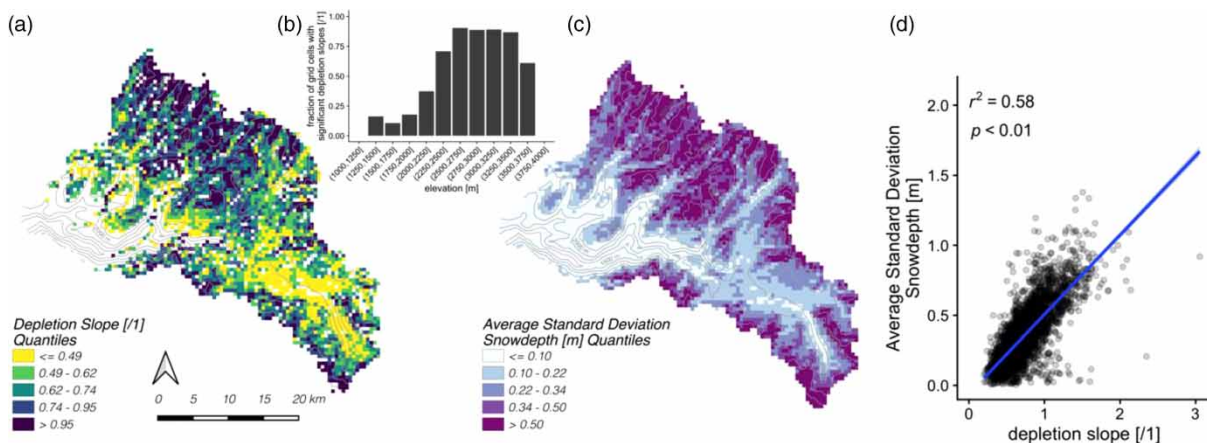 (a)
Depletion Slope [/1]
Quantiles
<= 0.49
0.49 - 0.62
0.62 - 0.74
0.74 - 0.95
> 0.95
0 5 10 15 20 km
(b)
fraction of grid cells with
significant depletion slopes [/1]
1.00
0.75
0.50
0.25
0.00
(1000,1250]
(1250,1500]
(1500,1750]
(1750,2000]
(2000,2250]
(2250,2500]
(2500,2750]
(2750,3000]
(3000,3250]
(3250,3500]
(3500,3750]
(3750,4000]
elevation [m]
(c)
Average Standard Deviation
Snowdepth [m] Quantiles
<= 0.10
0.10 - 0.22
0.22 - 0.34
0.34 - 0.50
> 0.50
(d)
Average Standard Deviation
Snowdepth [m]
2.0
1.5
1.0
0.5
0.0
r² = 0.58
p < 0.01
0 1 2 3
depletion slope [/1]